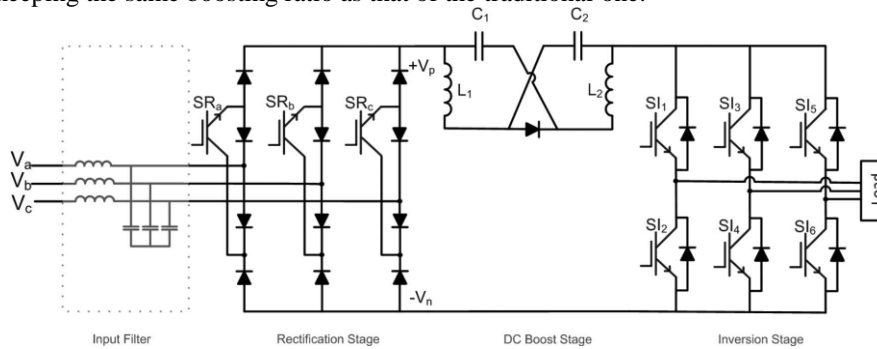 keeping the same boosting ratio as that of the traditional one.
C1 C2
+Vp
SRa SRb SRc L1 L2 SI1 SI3 SI5
Va
Vb
Vc
Load
SI2 SI4 SI6
-Vn
Input Filter Rectification Stage DC Boost Stage Inversion Stage